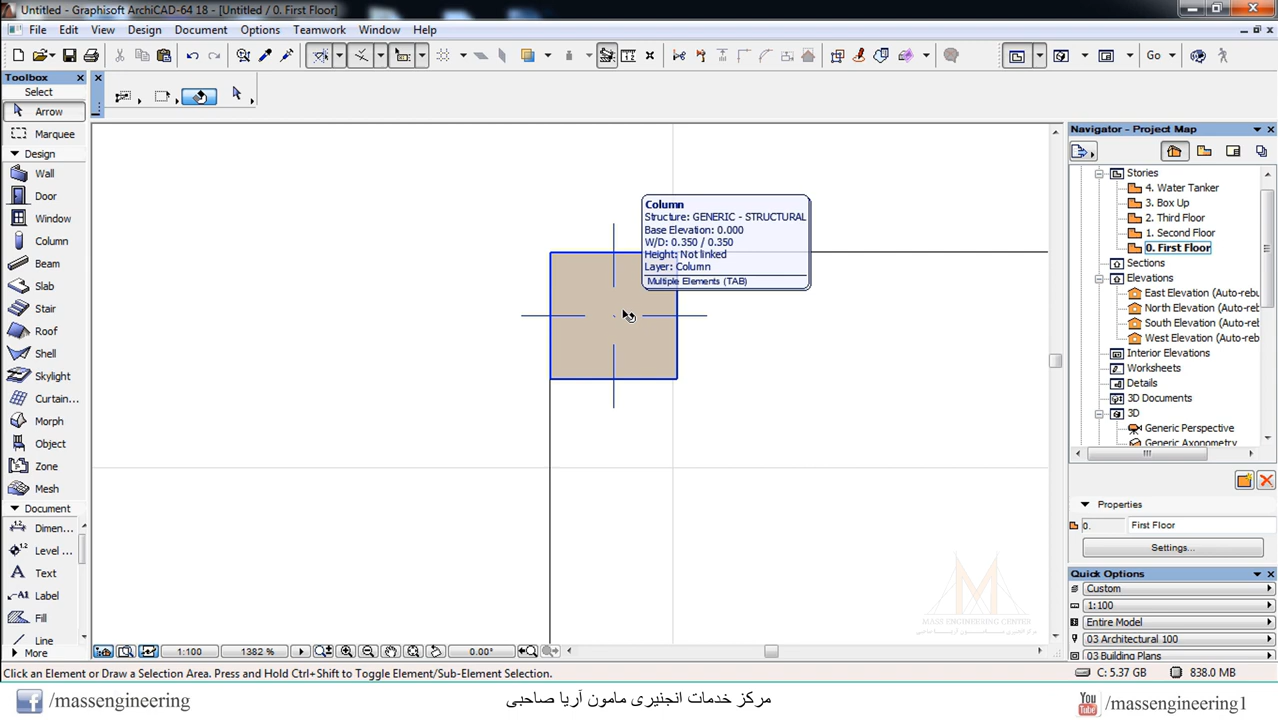 Untitled - Graphisoft ArchiCAD-64 18 - [Untitled / 0. First Floor]
File Edit View Design Document Options Teamwork Window Help
Go
Toolbox
Select
Arrow
Marquee
Design
Wall
Door
Window
Column
Beam
Slab
Stair
Roof
Shell
Skylight
Curtain...
Morph
Object
Zone
Mesh
Document
Dimen...
Level ...
Text
Label
Fill
Line
More
Column
Structure: GENERIC - STRUCTURAL
Base Elevation: 0.000
W/D: 0.350 / 0.350
Height: Not linked
Layer: Column
Multiple Elements (TAB)
Navigator - Project Map
Stories
4. Water Tanker
3. Box Up
2. Third Floor
1. Second Floor
0. First Floor
Sections
Elevations
East Elevation (Auto-rebu
North Elevation (Auto-reb
South Elevation (Auto-reb
West Elevation (Auto-reb
Interior Elevations
Worksheets
Details
3D Documents
3D
Generic Perspective
Generic Axonometry
Properties
0. First Floor
Settings...
Quick Options
Custom
1:100
Entire Model
03 Architectural 100
03 Building Plans
MASS ENGINEERING CENTER
1:100 1382 % 0.00°
Click an Element or Draw a Selection Area. Press and Hold Ctrl+Shift to Toggle Element/Sub-Element Selection.
C: 5.37 GB 838.0 MB
f /massengineering
مرکز خدمات انجنیری مامون آریا صاحبی
You Tube /massengineering1